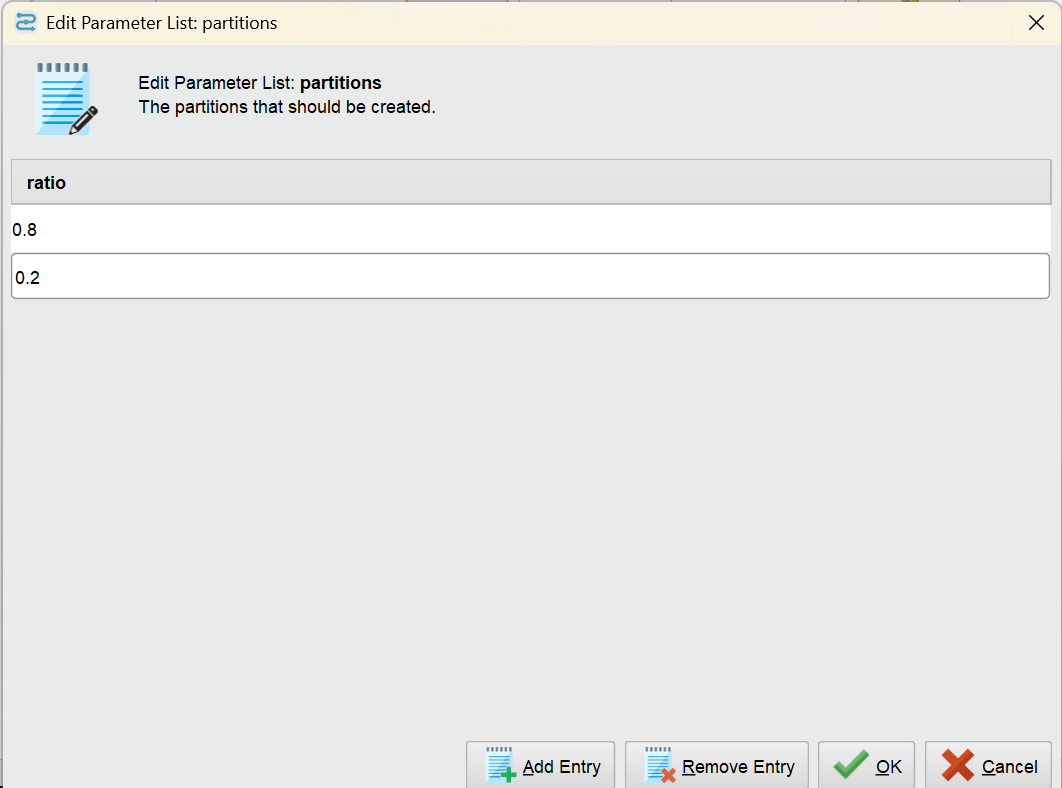 Edit Parameter List: partitions
Edit Parameter List: partitions
The partitions that should be created.
ratio
0.8
0.2
Add Entry
Remove Entry
OK
Cancel